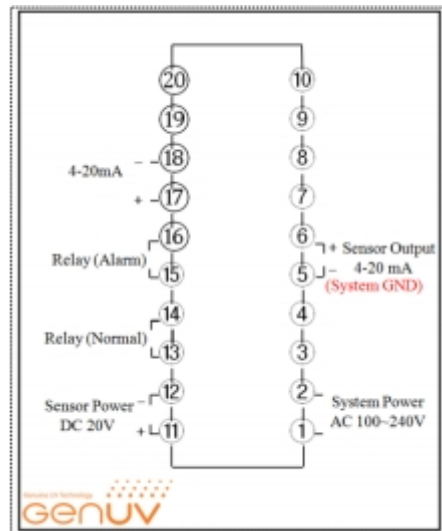 20 10
19 9
18 8
4-20mA
−
+
17 7
16 6
+ Sensor Output
Relay (Alarm)
− 4-20 mA
15 5
(System GND)
14 4
Relay (Normal)
13 3
12 2
Sensor Power −
System Power
DC 20V
AC 100~240V
+ 11 1
GENUV